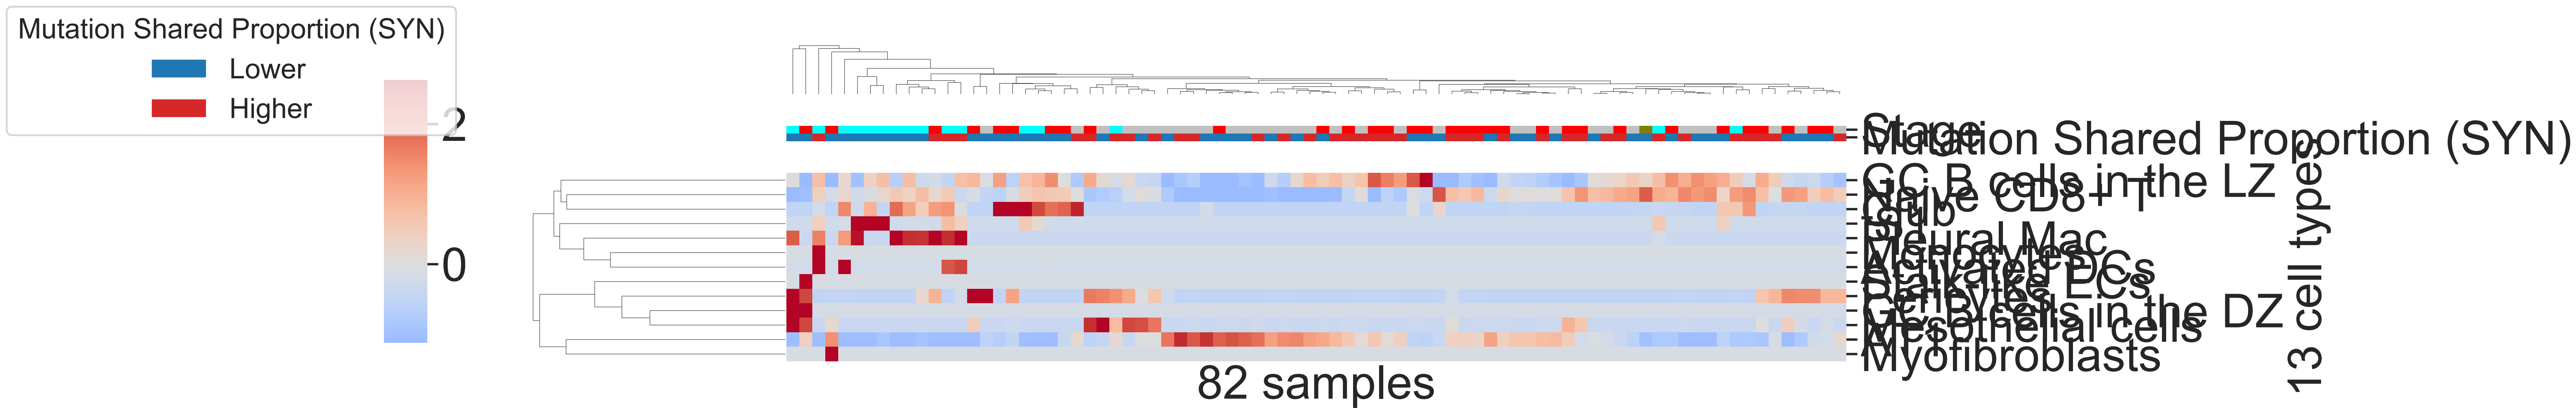 Mutation Shared Proportion (SYN)
Lower
Higher
2
0
Stage
Mutation Shared Proportion (SYN)
GC B cells in the LZ
Naive CD8+ T
Pleural Mac
Monocytes
Activated DCs
Stalk-like ECs
Pericytes
GC B cells in the DZ
Mesothelial cells
AT1
Myofibroblasts
13 cell types
82 samples